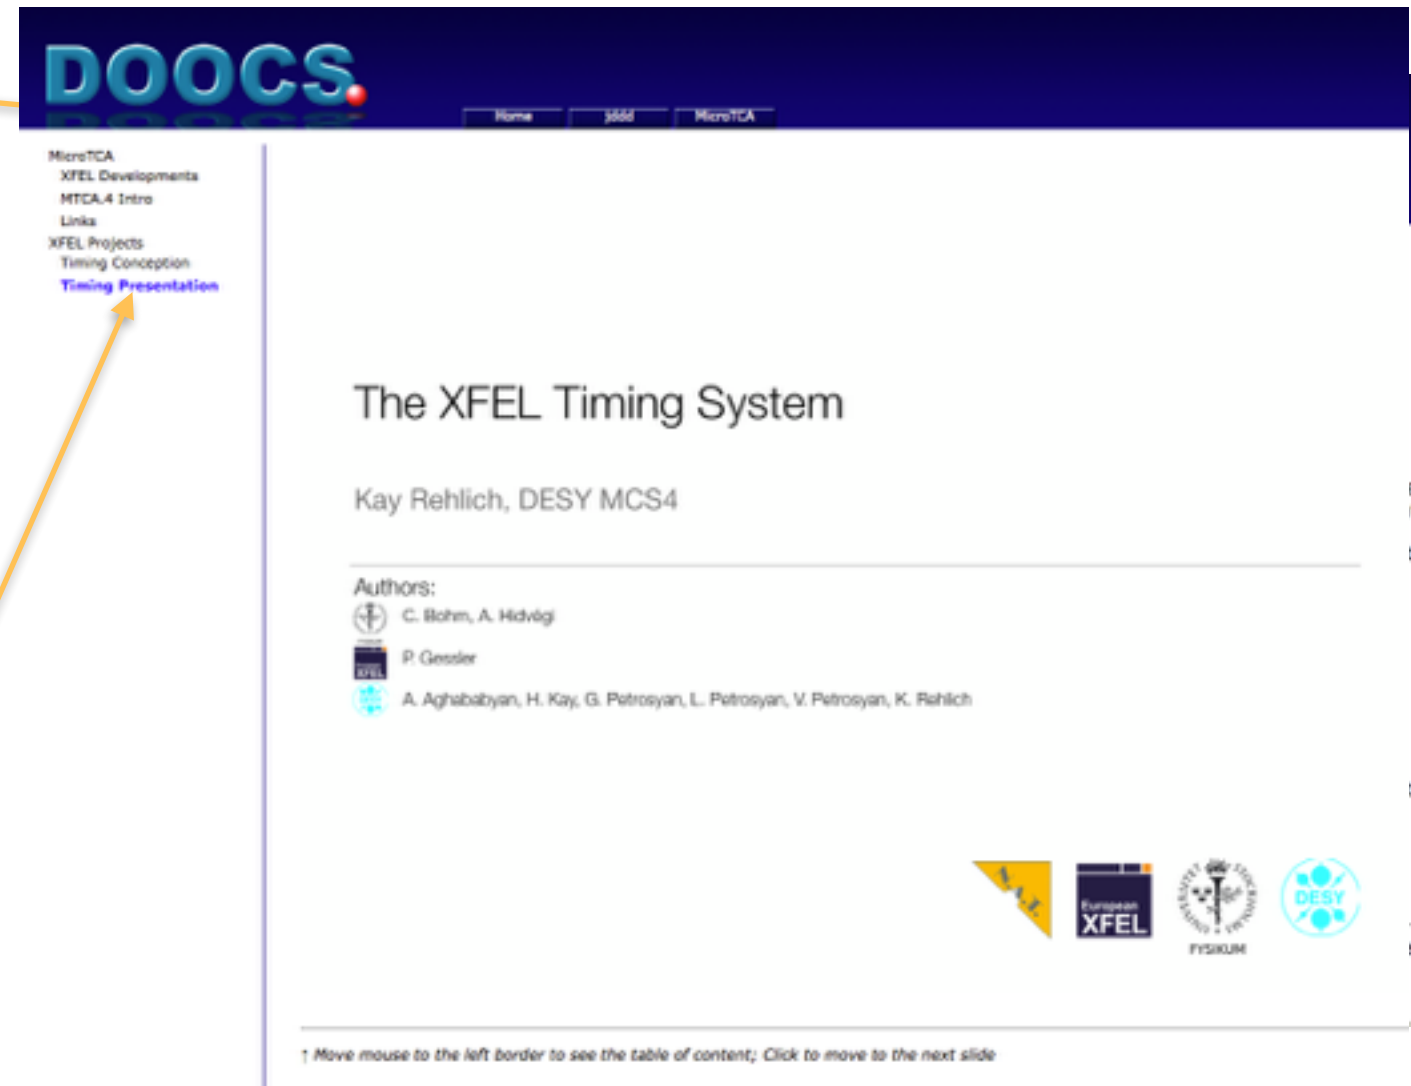 DOOCS
Home jddd MicroTCA
MicroTCA
XFEL Developments
MTCA.4 Intro
Links
XFEL Projects
Timing Conception
Timing Presentation
The XFEL Timing System
Kay Rehlich, DESY MCS4
Authors:
C. Bohm, A. Hidvégi
European
XFEL
P. Gessler
A. Aghababyan, H. Kay, G. Petrosyan, L. Petrosyan, V. Petrosyan, K. Rehlich
N.A.T.
European
XFEL
FYSIKUM
DESY
↑ Move mouse to the left border to see the table of content; Click to move to the next slide